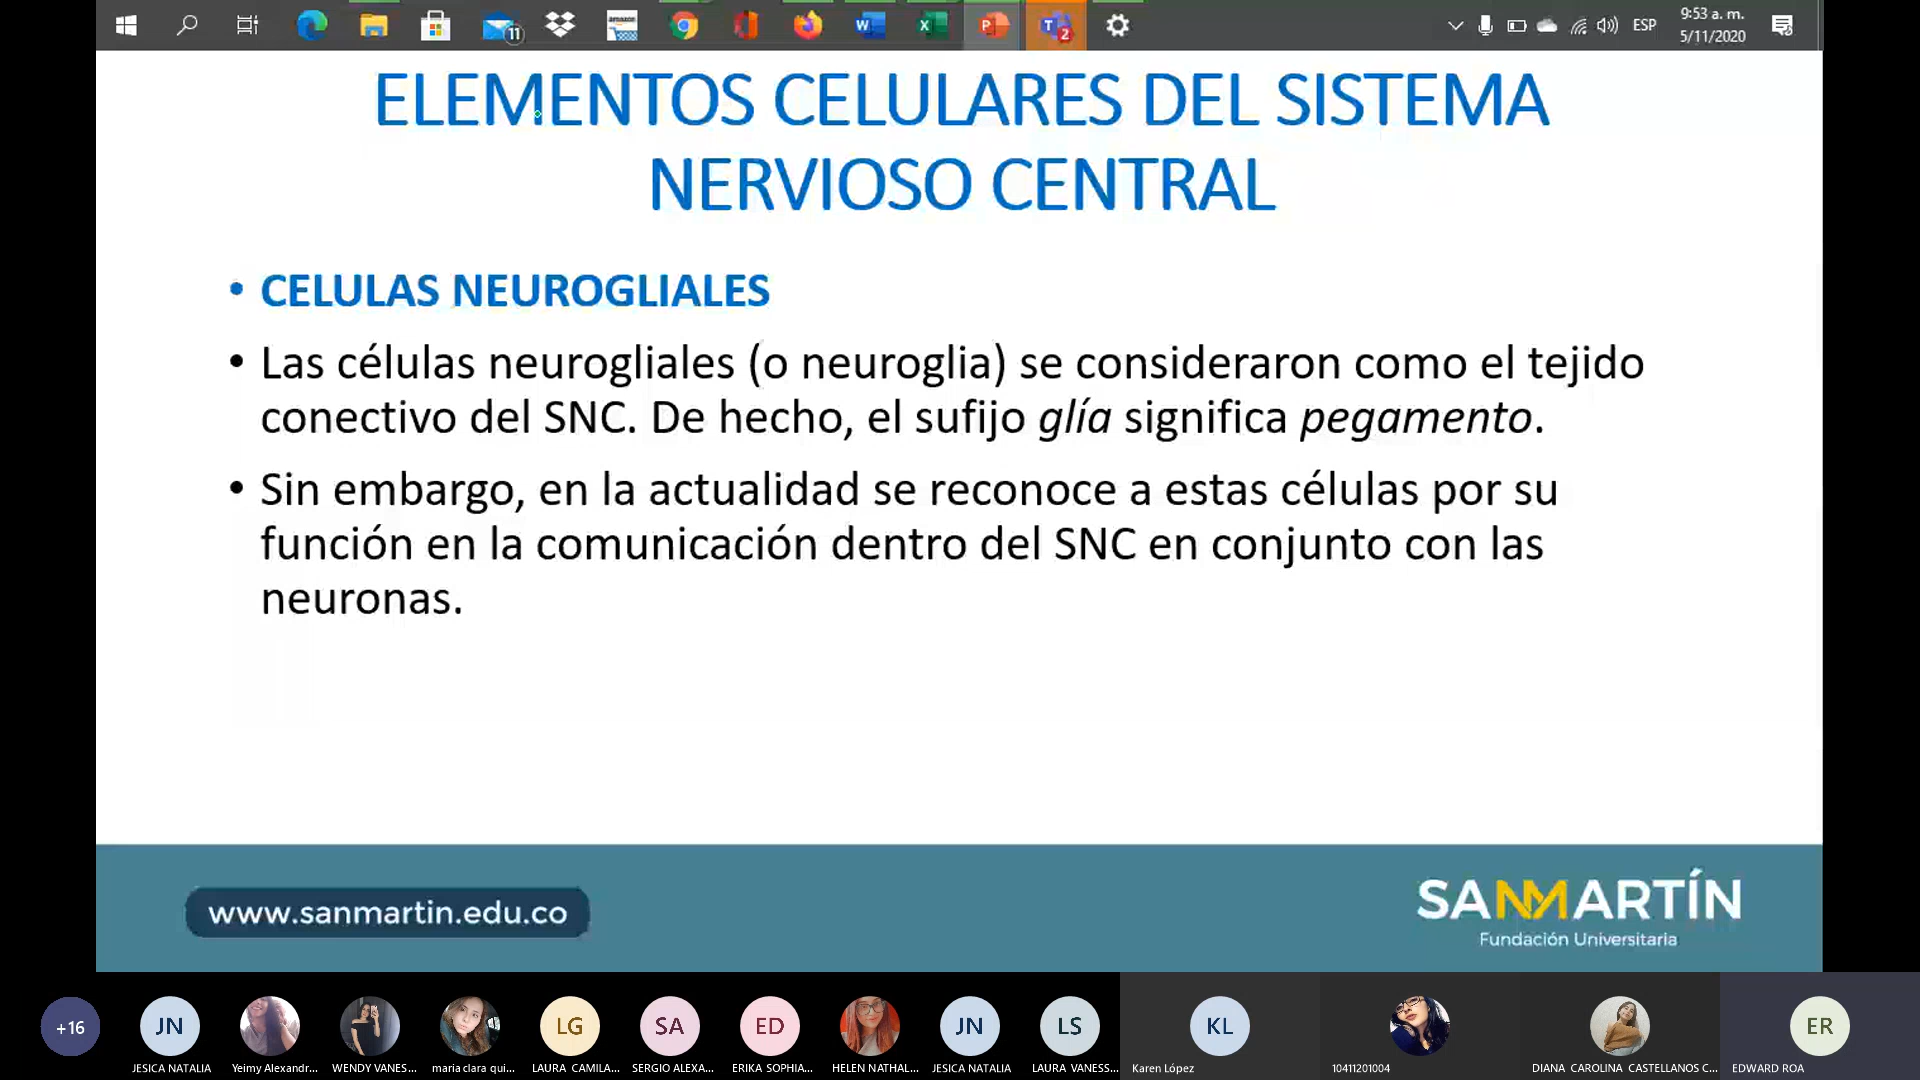 11
amazon
2
ESP
9:53 a. m.
5/11/2020
ELEMENTOS CELULARES DEL SISTEMA
NERVIOSO CENTRAL
• CELULAS NEUROGLIALES
• Las células neurogliales (o neuroglia) se consideraron como el tejido
conectivo del SNC. De hecho, el sufijo glía significa pegamento.
• Sin embargo, en la actualidad se reconoce a estas células por su
función en la comunicación dentro del SNC en conjunto con las
neuronas.
www.sanmartin.edu.co
SANMARTÍN
Fundación Universitaria
+16
JN
LG
SA
ED
JN
LS
KL
ER
JESICA NATALIA
Yeimy Alexandr...
WENDY VANES...
maria clara qui...
LAURA CAMILA...
SERGIO ALEXA...
ERIKA SOPHIA...
HELEN NATHAL...
JESICA NATALIA
LAURA VANESS...
Karen López
10411201004
DIANA CAROLINA CASTELLANOS C...
EDWARD ROA